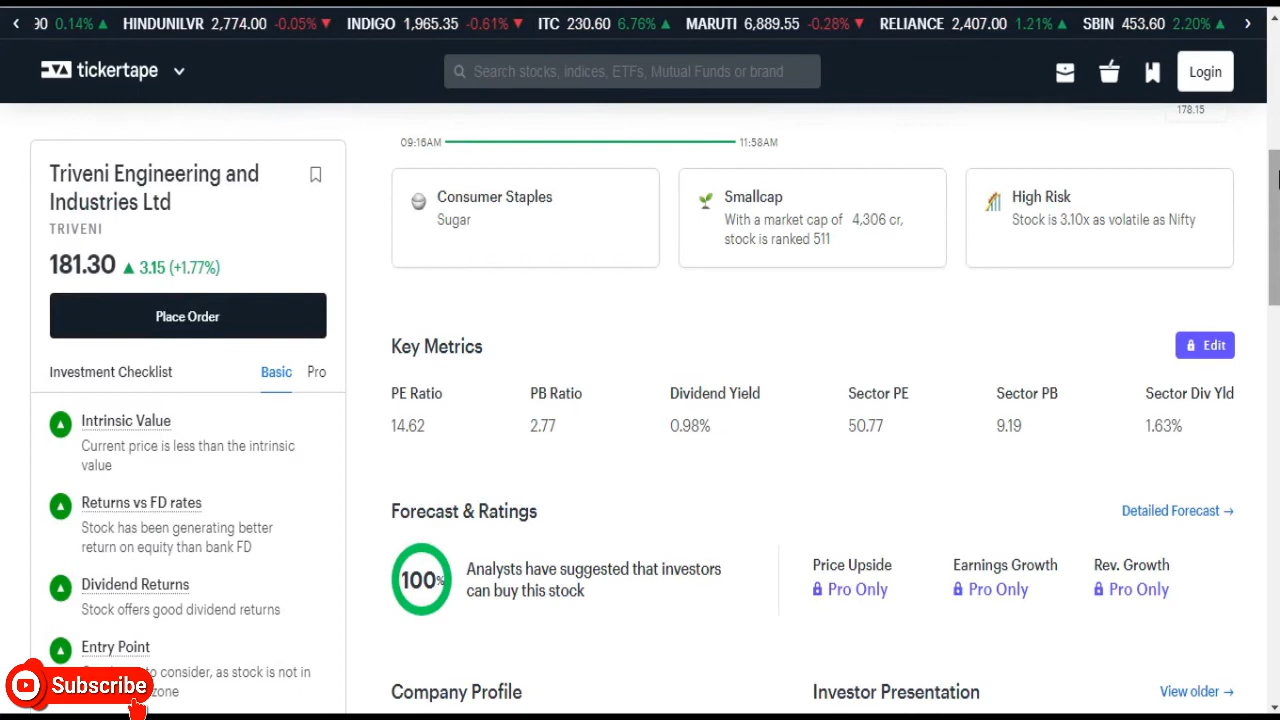 90 0.14% HINDUNILVR 2,774.00 -0.05% INDIGO 1,965.35 -0.61% ITC 230.60 6.76% MARUTI 6,889.55 -0.28% RELIANCE 2,407.00 1.21% SBIN 453.60 2.20%
tickertape
Search stocks, indices, ETFs, Mutual Funds or brand
Login
178.15
09:16AM 11:58AM
Triveni Engineering and
Industries Ltd
TRIVENI
181.30 ▲ 3.15 (+1.77%)
Place Order
Investment Checklist Basic Pro
Intrinsic Value
Current price is less than the intrinsic
value
Returns vs FD rates
Stock has been generating better
return on equity than bank FD
Dividend Returns
Stock offers good dividend returns
Entry Point
to consider, as stock is not in
zone
Subscribe
Consumer Staples
Sugar
Smallcap
With a market cap of 4,306 cr,
stock is ranked 511
High Risk
Stock is 3.10x as volatile as Nifty
Key Metrics
Edit
PE Ratio PB Ratio Dividend Yield Sector PE Sector PB Sector Div Yld
14.62 2.77 0.98% 50.77 9.19 1.63%
Forecast & Ratings
Detailed Forecast →
100%
Analysts have suggested that investors
can buy this stock
Price Upside Earnings Growth Rev. Growth
Pro Only Pro Only Pro Only
Company Profile
Investor Presentation
View older →